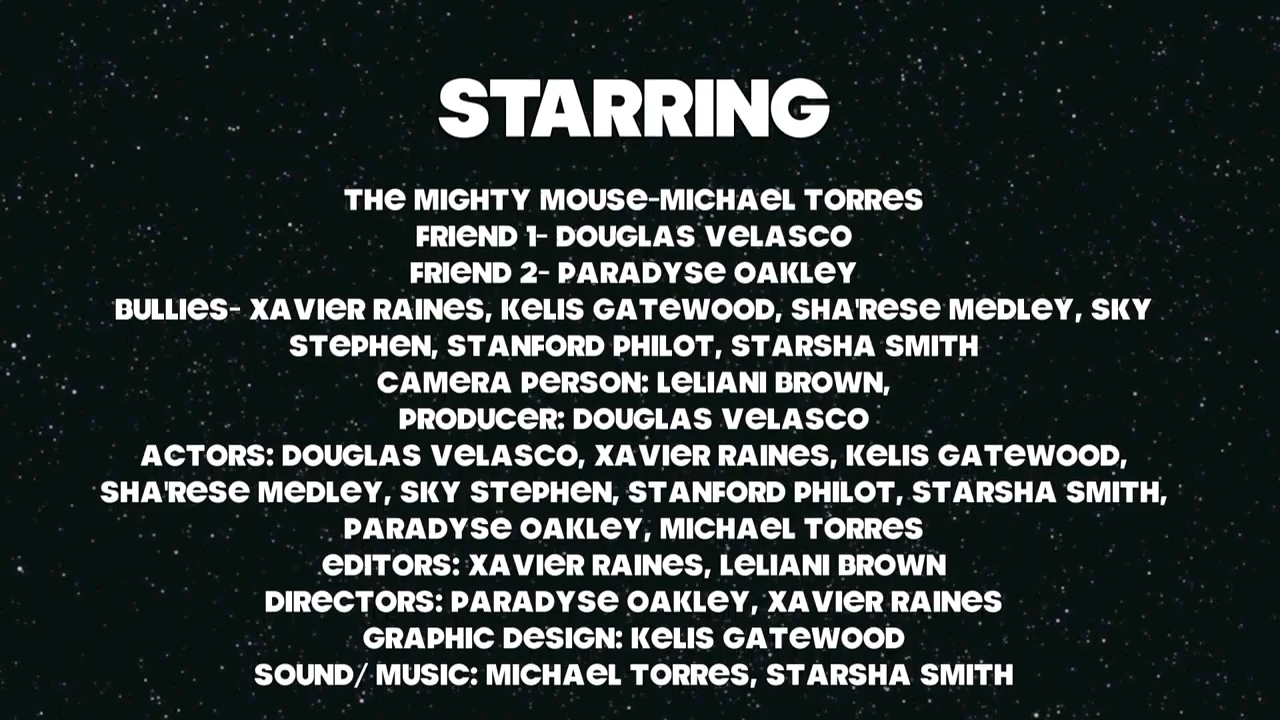 STARRING
THE MIGHTY MOUSE-MICHAEL TORRES
FRIEND 1- DOUGLAS VELASCO
FRIEND 2- PARADYSE OAKLEY
BULLIES- XAVIER RAINES, KELIS GATEWOOD, SHA'RESE MEDLEY, SKY
STEPHEN, STANFORD PHILOT, STARSHA SMITH
CAMERA PERSON: LELIANI BROWN,
PRODUCER: DOUGLAS VELASCO
ACTORS: DOUGLAS VELASCO, XAVIER RAINES, KELIS GATEWOOD,
SHA'RESE MEDLEY, SKY STEPHEN, STANFORD PHILOT, STARSHA SMITH,
PARADYSE OAKLEY, MICHAEL TORRES
EDITORS: XAVIER RAINES, LELIANI BROWN
DIRECTORS: PARADYSE OAKLEY, XAVIER RAINES
GRAPHIC DESIGN: KELIS GATEWOOD
SOUND/ MUSIC: MICHAEL TORRES, STARSHA SMITH